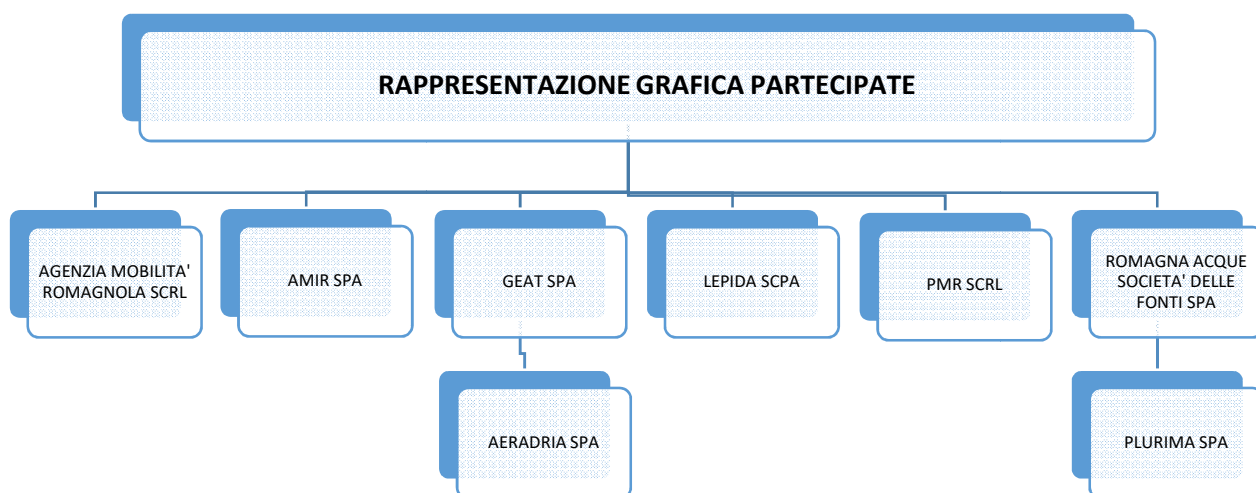 RAPPRESENTAZIONE GRAFICA PARTECIPATE
AGENZIA MOBILITA'
ROMAGNOLA SCRL
AMIR SPA
GEAT SPA
LEPIDA SCPA
PMR SCRL
ROMAGNA ACQUE
SOCIETA' DELLE
FONTI SPA
AERADRIA SPA
PLURIMA SPA